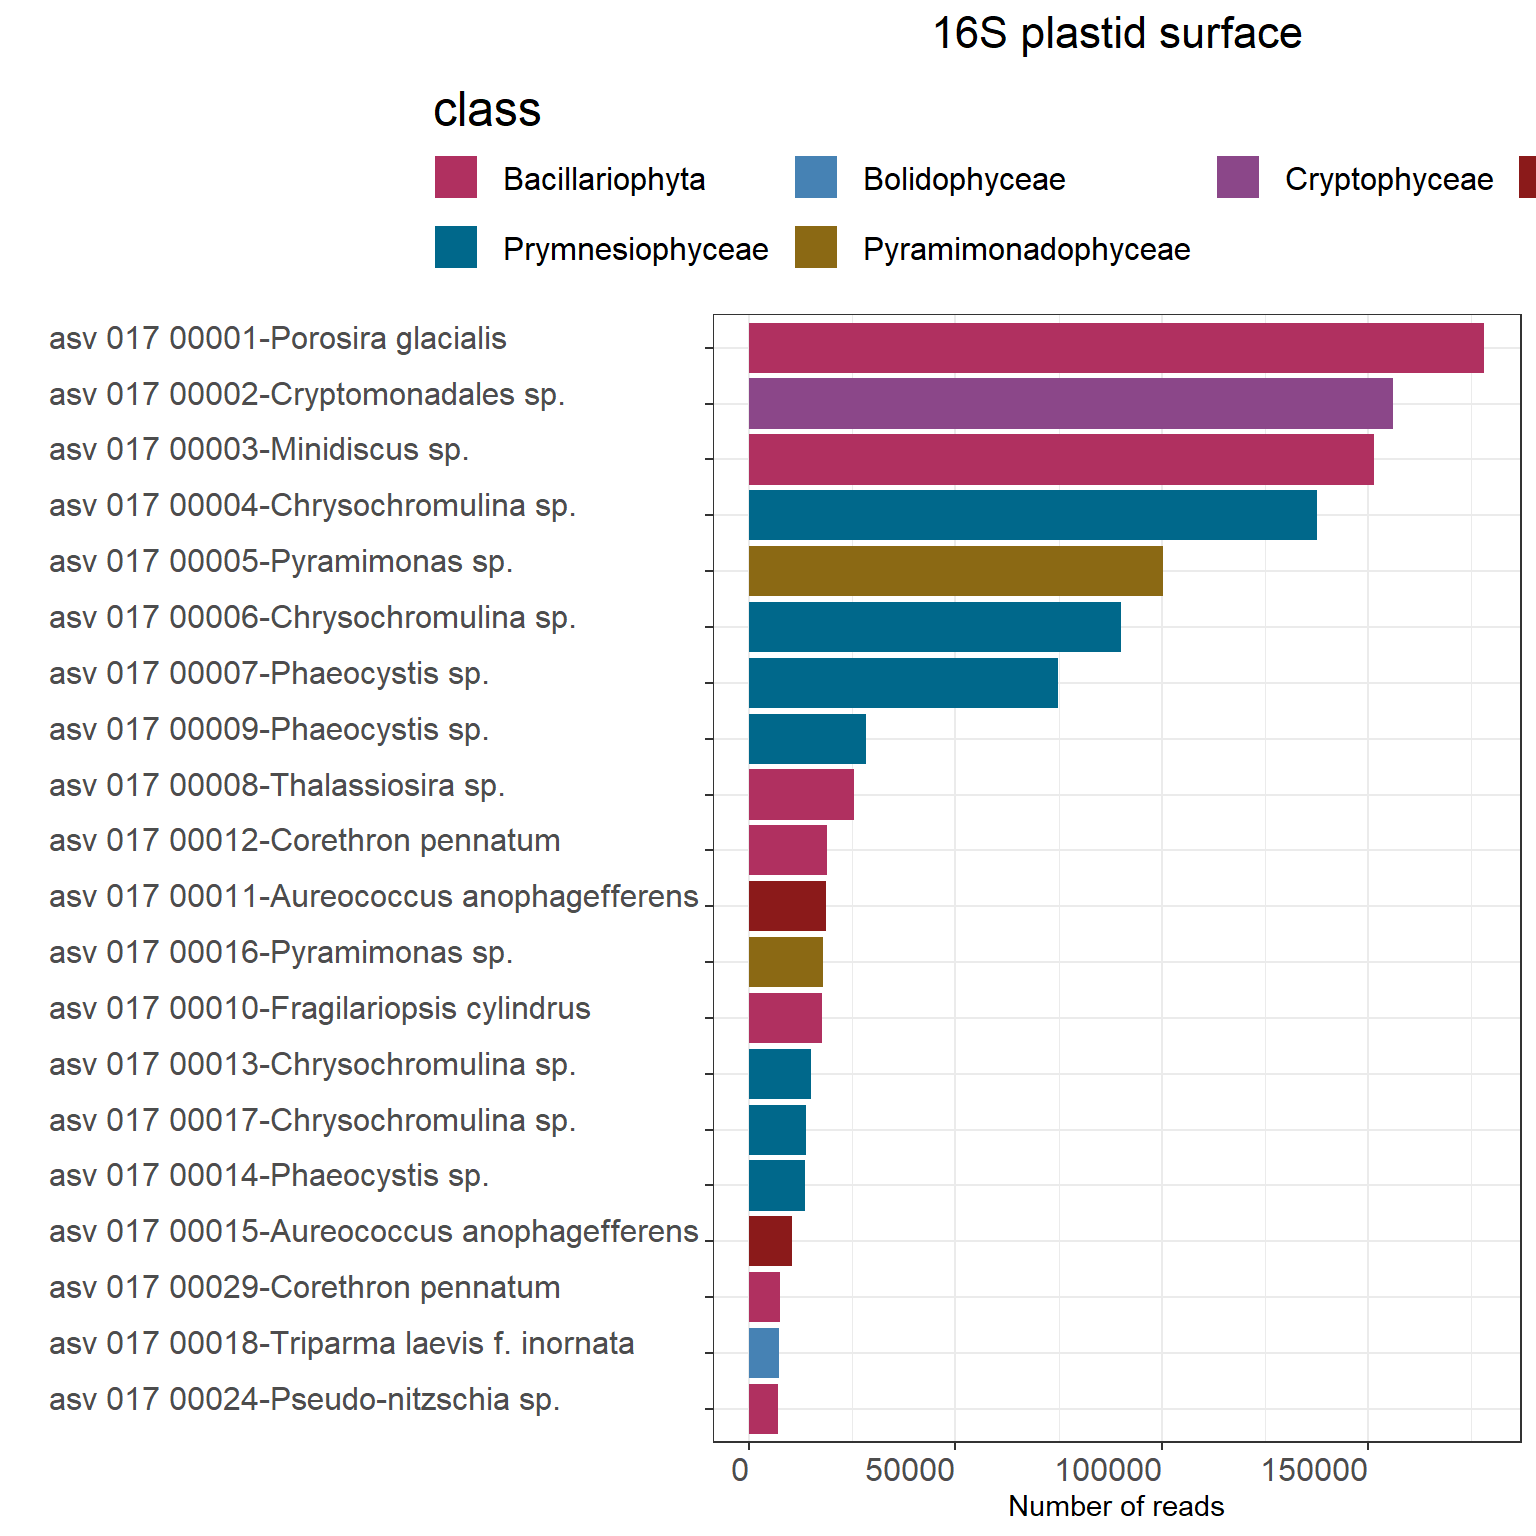 16S plastid surface
class
Bacillariophyta
Bolidophyceae
Cryptophyceae
Prymnesiophyceae
Pyramimonadophyceae
asv 017 00001-Porosira glacialis
asv 017 00002-Cryptomonadales sp.
asv 017 00003-Minidiscus sp.
asv 017 00004-Chrysochromulina sp.
asv 017 00005-Pyramimonas sp.
asv 017 00006-Chrysochromulina sp.
asv 017 00007-Phaeocystis sp.
asv 017 00009-Phaeocystis sp.
asv 017 00008-Thalassiosira sp.
asv 017 00012-Corethron pennatum
asv 017 00011-Aureococcus anophagefferens
asv 017 00016-Pyramimonas sp.
asv 017 00010-Fragilariopsis cylindrus
asv 017 00013-Chrysochromulina sp.
asv 017 00017-Chrysochromulina sp.
asv 017 00014-Phaeocystis sp.
asv 017 00015-Aureococcus anophagefferens
asv 017 00029-Corethron pennatum
asv 017 00018-Triparma laevis f. inornata
asv 017 00024-Pseudo-nitzschia sp.
0 50000 100000 150000
Number of reads